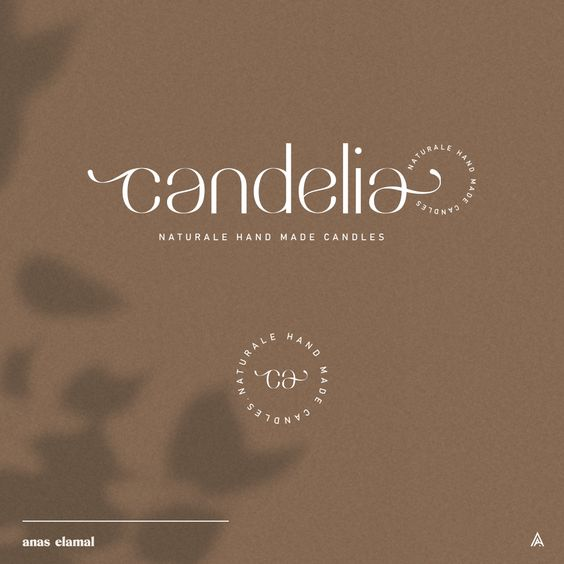 candelia
NATURALE HAND MADE CANDLES
NATURALE HAND MADE CANDLES
NATURALE HAND MADE CANDLES.
ca
anas elamal